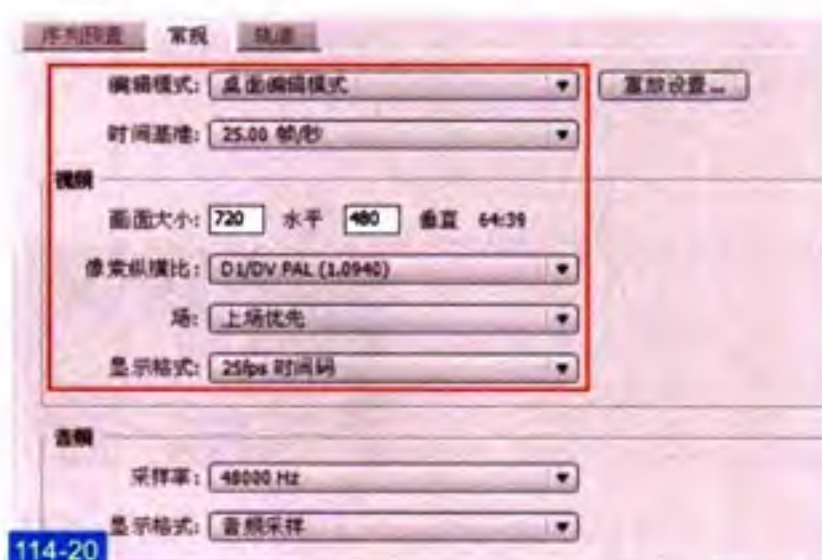 序列预置 常规 轨道
编辑模式: 桌面编辑模式 重放设置...
时间基准: 25.00 帧/秒
视频
画面大小: 720 水平 480 垂直 64:39
像素纵横比: D1/DV PAL (1.0940)
场: 上场优先
显示格式: 25fps 时间码
音频
采样率: 48000 Hz
显示格式: 音频采样
114-20